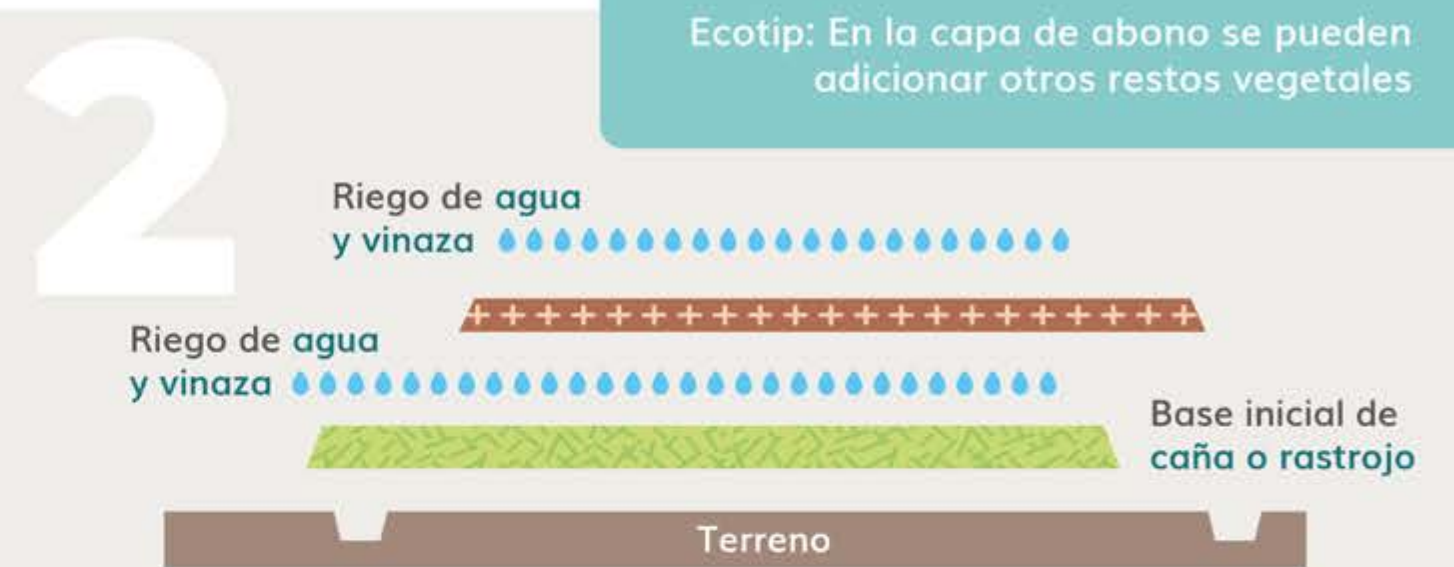 2
Ecotip: En la capa de abono se pueden
adicionar otros restos vegetales
Riego de agua
y vinaza
Riego de agua
y vinaza
Base inicial de
caña o rastrojo
Terreno